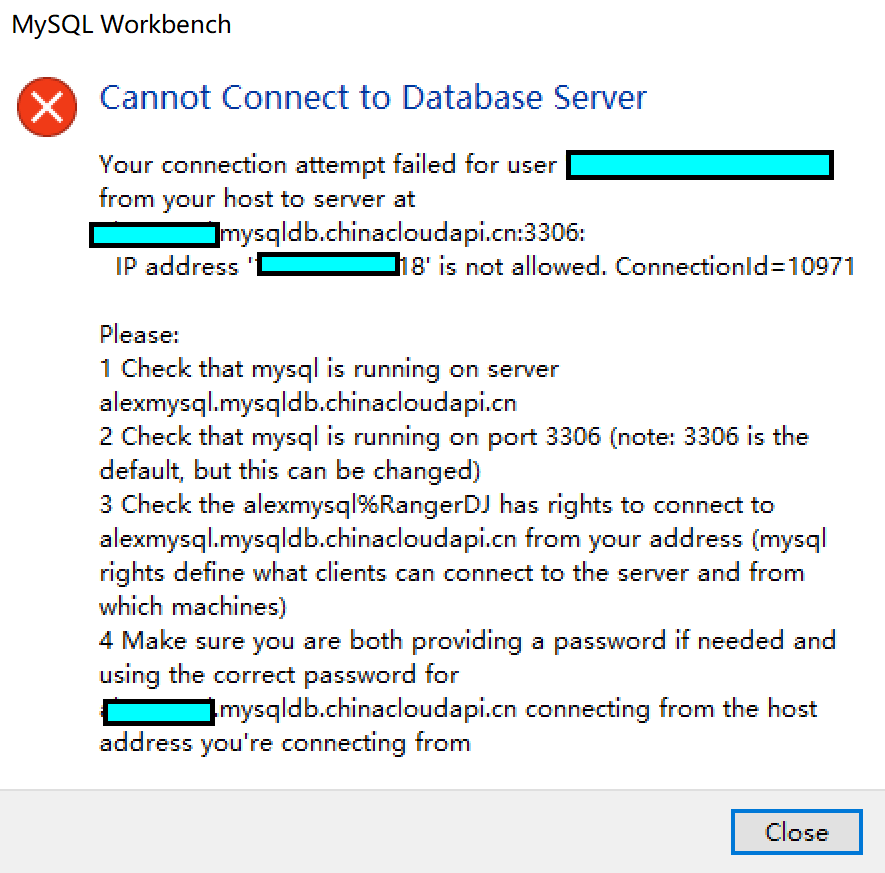 MySQL Workbench
Cannot Connect to Database Server
Your connection attempt failed for user
from your host to server at
mysqldb.chinacloudapi.cn:3306:
IP address ' 18' is not allowed. ConnectionId=10971
Please:
1 Check that mysql is running on server
alexmysql.mysqldb.chinacloudapi.cn
2 Check that mysql is running on port 3306 (note: 3306 is the
default, but this can be changed)
3 Check the alexmysql%RangerDJ has rights to connect to
alexmysql.mysqldb.chinacloudapi.cn from your address (mysql
rights define what clients can connect to the server and from
which machines)
4 Make sure you are both providing a password if needed and
using the correct password for
.mysqldb.chinacloudapi.cn connecting from the host
address you're connecting from
Close